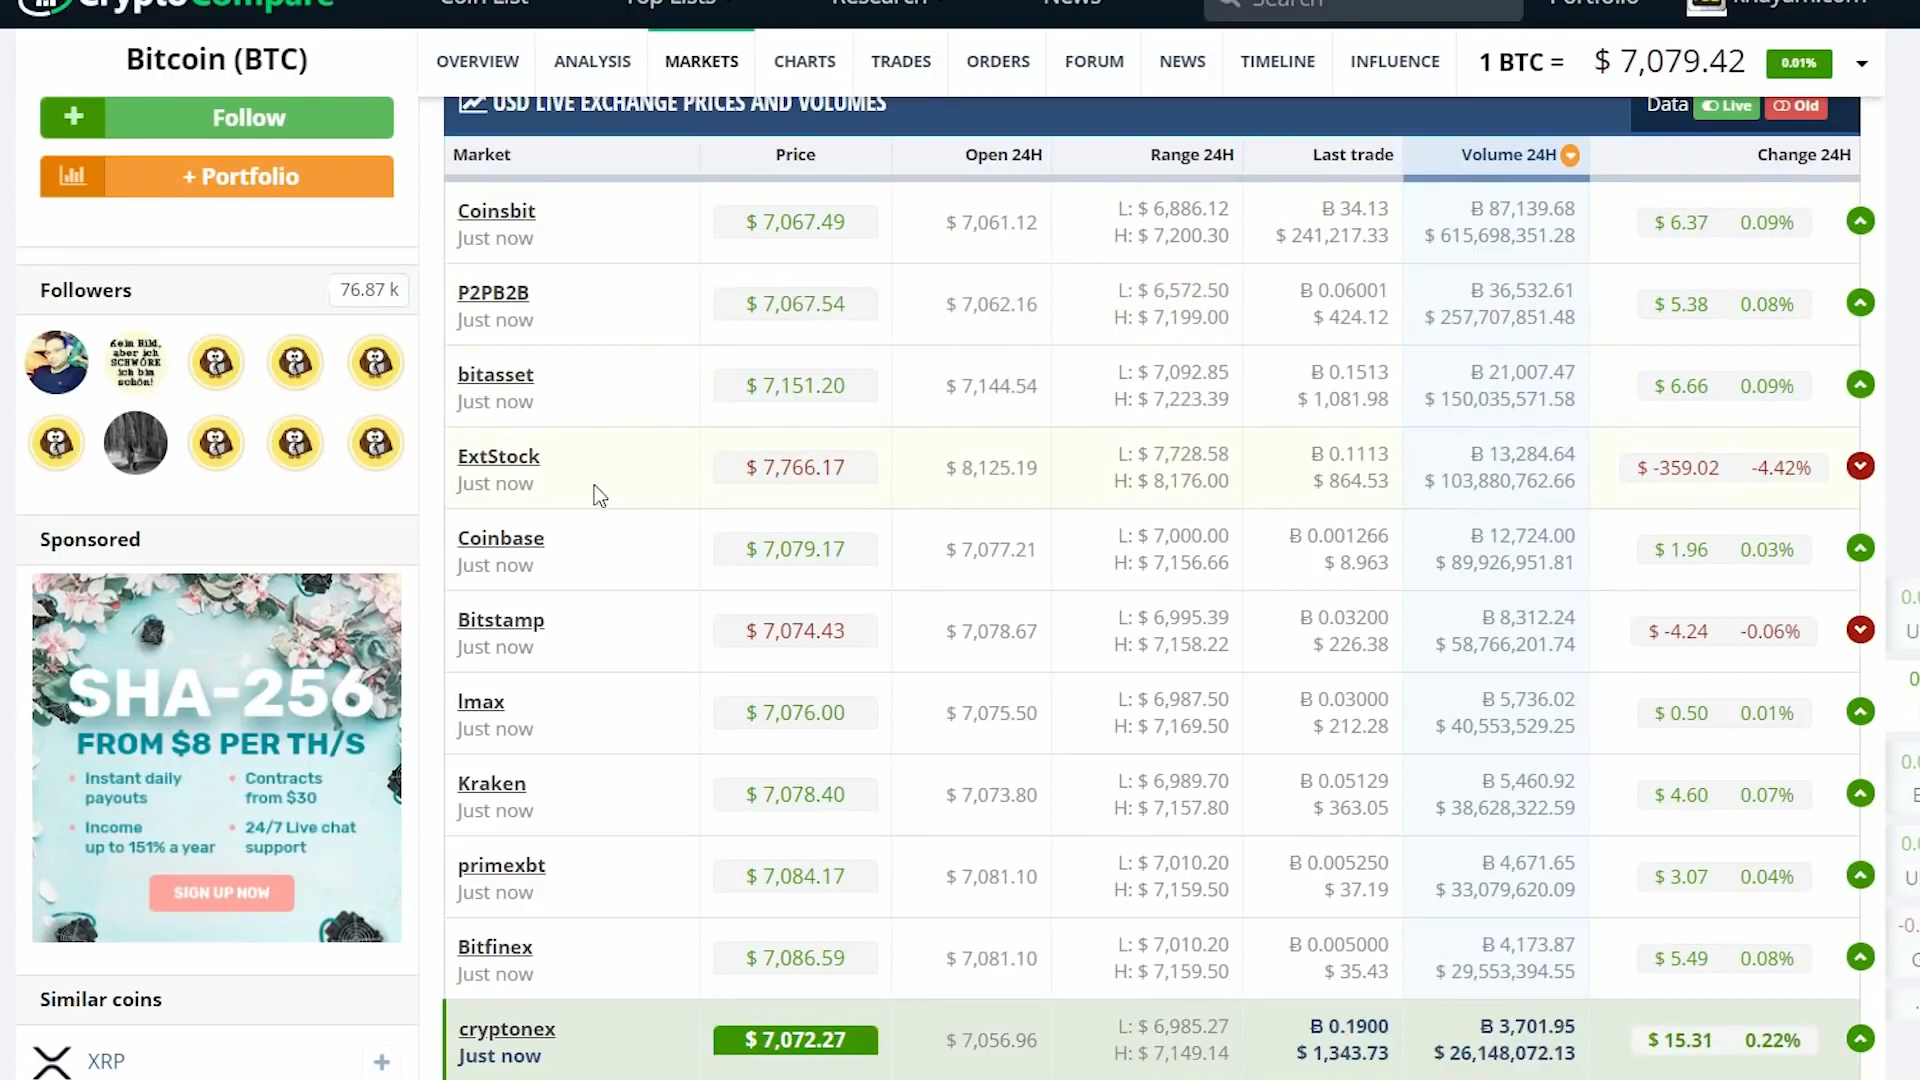 CryptoCompare Coin List Top Lists Research News Search Portfolio
Bitcoin (BTC)
OVERVIEW ANALYSIS MARKETS CHARTS TRADES ORDERS FORUM NEWS TIMELINE INFLUENCE 1 BTC = $ 7,079.42 0.01%
Follow
+ Portfolio
Followers 76.87 k
Kein Bild,
aber ich
SCHWÖRE
ich bin
schön!
Sponsored
SHA-256
FROM $8 PER TH/S
Instant daily
payouts
Contracts
from $30
Income
up to 151% a year
24/7 Live chat
support
SIGN UP NOW
Similar coins
XRP
USD LIVE EXCHANGE PRICES AND VOLUMES Data Live Old
Market Price Open 24H Range 24H Last trade Volume 24H Change 24H
Coinsbit $ 7,067.49 $ 7,061.12 L: $ 6,886.12 Ƀ 34.13 Ƀ 87,139.68 $ 6.37 0.09%
Just now H: $ 7,200.30 $ 241,217.33 $ 615,698,351.28
P2PB2B $ 7,067.54 $ 7,062.16 L: $ 6,572.50 Ƀ 0.06001 Ƀ 36,532.61 $ 5.38 0.08%
Just now H: $ 7,199.00 $ 424.12 $ 257,707,851.48
bitasset $ 7,151.20 $ 7,144.54 L: $ 7,092.85 Ƀ 0.1513 Ƀ 21,007.47 $ 6.66 0.09%
Just now H: $ 7,223.39 $ 1,081.98 $ 150,035,571.58
ExtStock $ 7,766.17 $ 8,125.19 L: $ 7,728.58 Ƀ 0.1113 Ƀ 13,284.64 $ -359.02 -4.42%
Just now H: $ 8,176.00 $ 864.53 $ 103,880,762.66
Coinbase $ 7,079.17 $ 7,077.21 L: $ 7,000.00 Ƀ 0.001266 Ƀ 12,724.00 $ 1.96 0.03%
Just now H: $ 7,156.66 $ 8.963 $ 89,926,951.81
Bitstamp $ 7,074.43 $ 7,078.67 L: $ 6,995.39 Ƀ 0.03200 Ƀ 8,312.24 $ -4.24 -0.06%
Just now H: $ 7,158.22 $ 226.38 $ 58,766,201.74
lmax $ 7,076.00 $ 7,075.50 L: $ 6,987.50 Ƀ 0.03000 Ƀ 5,736.02 $ 0.50 0.01%
Just now H: $ 7,169.50 $ 212.28 $ 40,553,529.25
Kraken $ 7,078.40 $ 7,073.80 L: $ 6,989.70 Ƀ 0.05129 Ƀ 5,460.92 $ 4.60 0.07%
Just now H: $ 7,157.80 $ 363.05 $ 38,628,322.59
primexbt $ 7,084.17 $ 7,081.10 L: $ 7,010.20 Ƀ 0.005250 Ƀ 4,671.65 $ 3.07 0.04%
Just now H: $ 7,159.50 $ 37.19 $ 33,079,620.09
Bitfinex $ 7,086.59 $ 7,081.10 L: $ 7,010.20 Ƀ 0.005000 Ƀ 4,173.87 $ 5.49 0.08%
Just now H: $ 7,159.50 $ 35.43 $ 29,553,394.55
cryptonex $ 7,072.27 $ 7,056.96 L: $ 6,985.27 Ƀ 0.1900 Ƀ 3,701.95 $ 15.31 0.22%
Just now H: $ 7,149.14 $ 1,343.73 $ 26,148,072.13